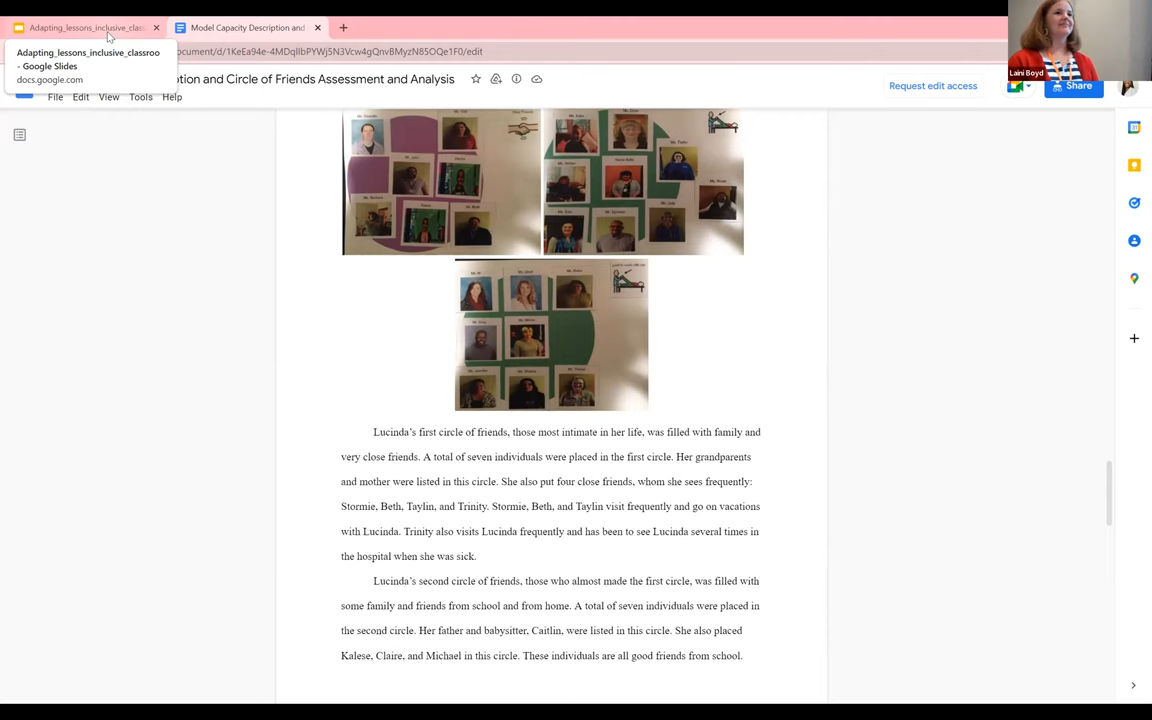 Adapting_lessons_inclusive_class
Model Capacity Description and
Adapting_lessons_inclusive_classroo
- Google Slides
docs.google.com
ocument/d/1KeEa94e-4MDqIlbPYWj5N3Vcw4gQnvBMyzN85OQe1F0/edit
Laini Boyd
ption and Circle of Friends Assessment and Analysis
Request edit access
Share
File Edit View Tools Help
Lucinda’s first circle of friends, those most intimate in her life, was filled with family and
very close friends. A total of seven individuals were placed in the first circle. Her grandparents
and mother were listed in this circle. She also put four close friends, whom she sees frequently:
Stormie, Beth, Taylin, and Trinity. Stormie, Beth, and Taylin visit frequently and go on vacations
with Lucinda. Trinity also visits Lucinda frequently and has been to see Lucinda several times in
the hospital when she was sick.
Lucinda’s second circle of friends, those who almost made the first circle, was filled with
some family and friends from school and from home. A total of seven individuals were placed in
the second circle. Her father and babysitter, Caitlin, were listed in this circle. She also placed
Kalese, Claire, and Michael in this circle. These individuals are all good friends from school.